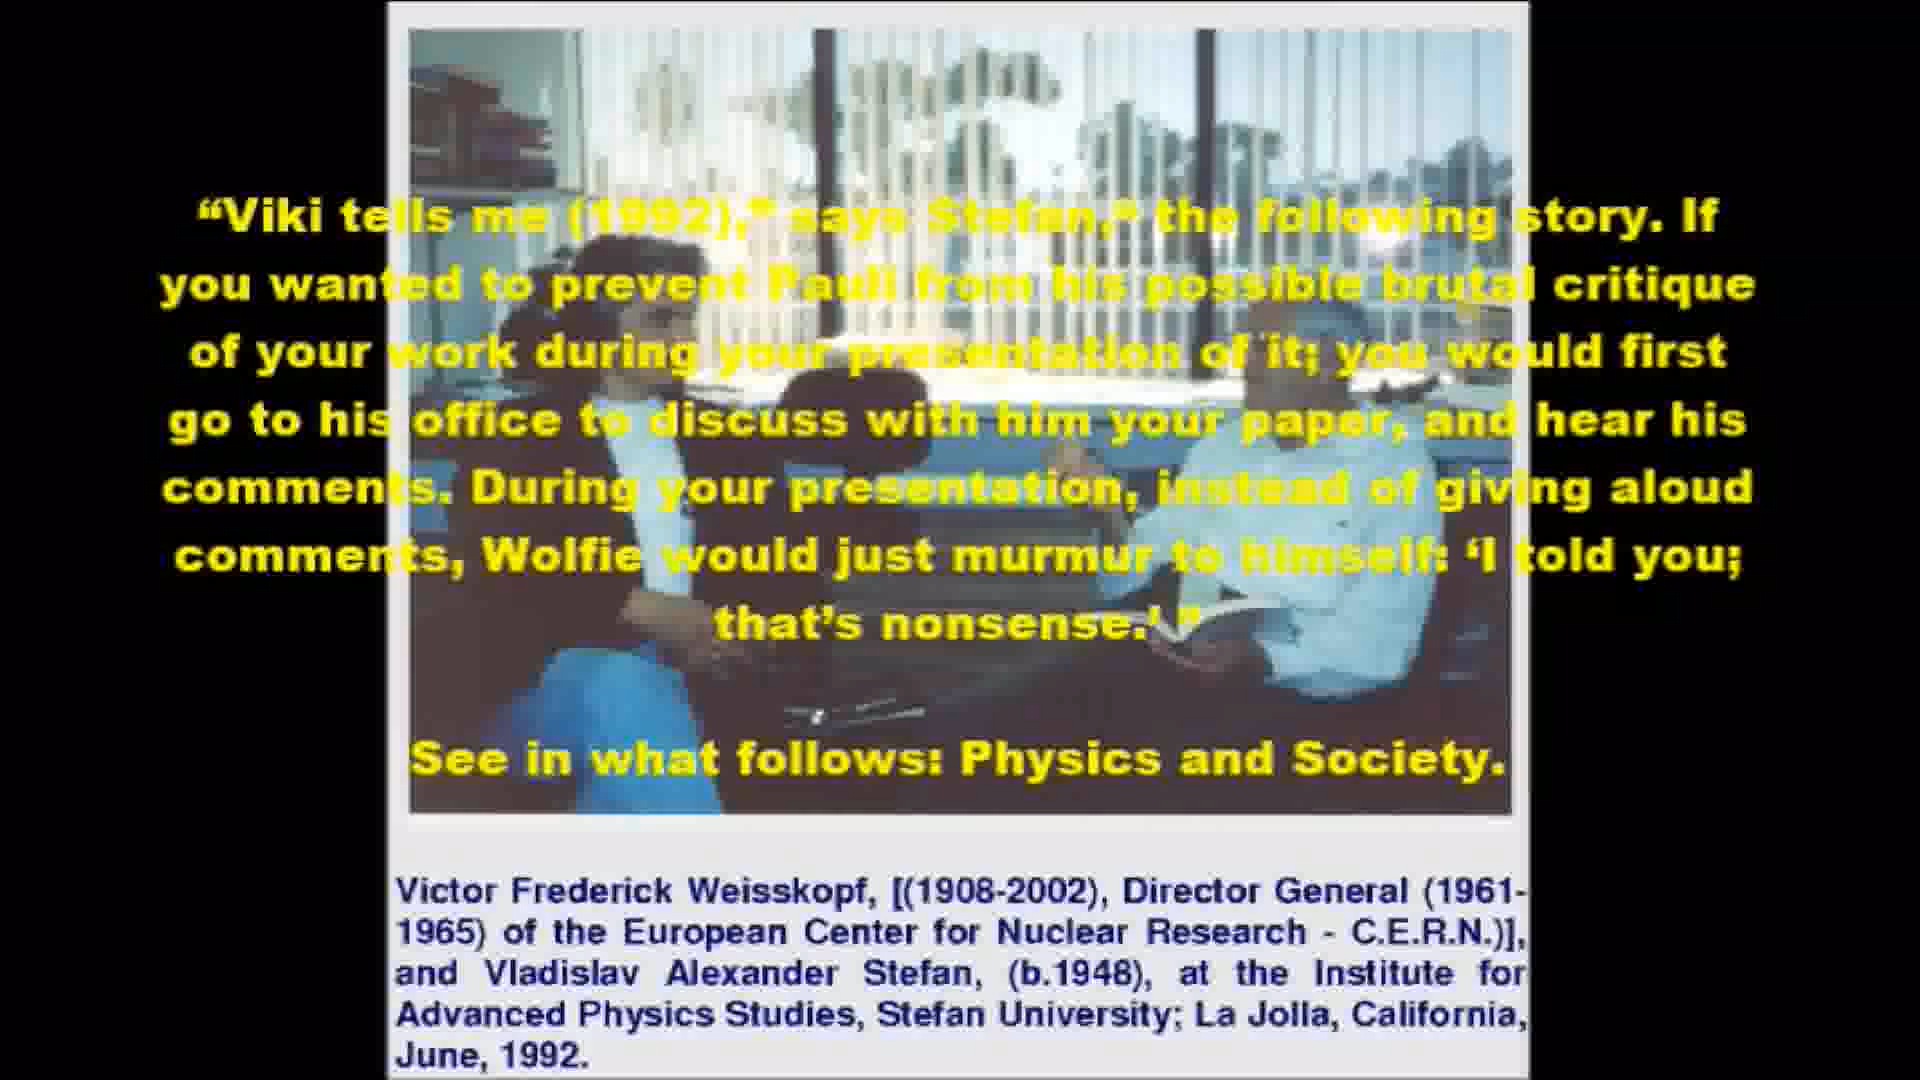 “Viki tells me (1992),” says Stefan,” the following story. If
you wanted to prevent Pauli from his possible brutal critique
of your work during your presentation of it; you would first
go to his office to discuss with him your paper, and hear his
comments. During your presentation, instead of giving aloud
comments, Wolfie would just murmur to himself: ‘I told you;
that’s nonsense.’ ”
See in what follows: Physics and Society.
Victor Frederick Weisskopf, [(1908-2002), Director General (1961-
1965) of the European Center for Nuclear Research - C.E.R.N.)],
and Vladislav Alexander Stefan, (b.1948), at the Institute for
Advanced Physics Studies, Stefan University; La Jolla, California,
June, 1992.